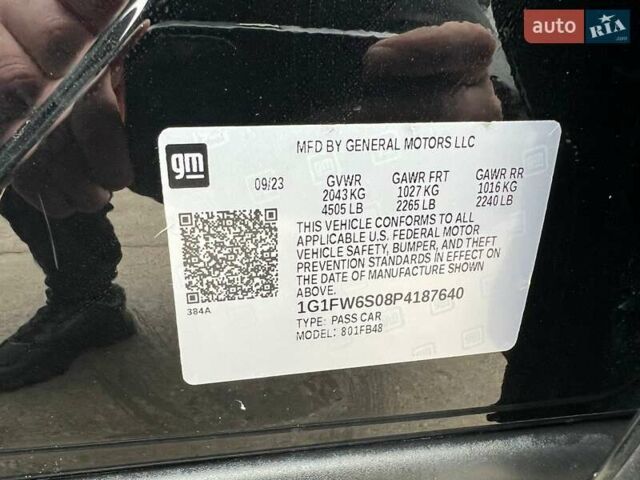 auto RIA.com
gm
MFD BY GENERAL MOTORS LLC
09/23 GVWR GAWR FRT GAWR RR
2043 KG 1027 KG 1016 KG
4505 LB 2265 LB 2240 LB
THIS VEHICLE CONFORMS TO ALL
APPLICABLE U.S. FEDERAL MOTOR
VEHICLE SAFETY, BUMPER, AND THEFT
PREVENTION STANDARDS IN EFFECT ON
THE DATE OF MANUFACTURE SHOWN
ABOVE.
384A
1G1FW6S08P4187640
TYPE: PASS CAR
MODEL: 801FB48